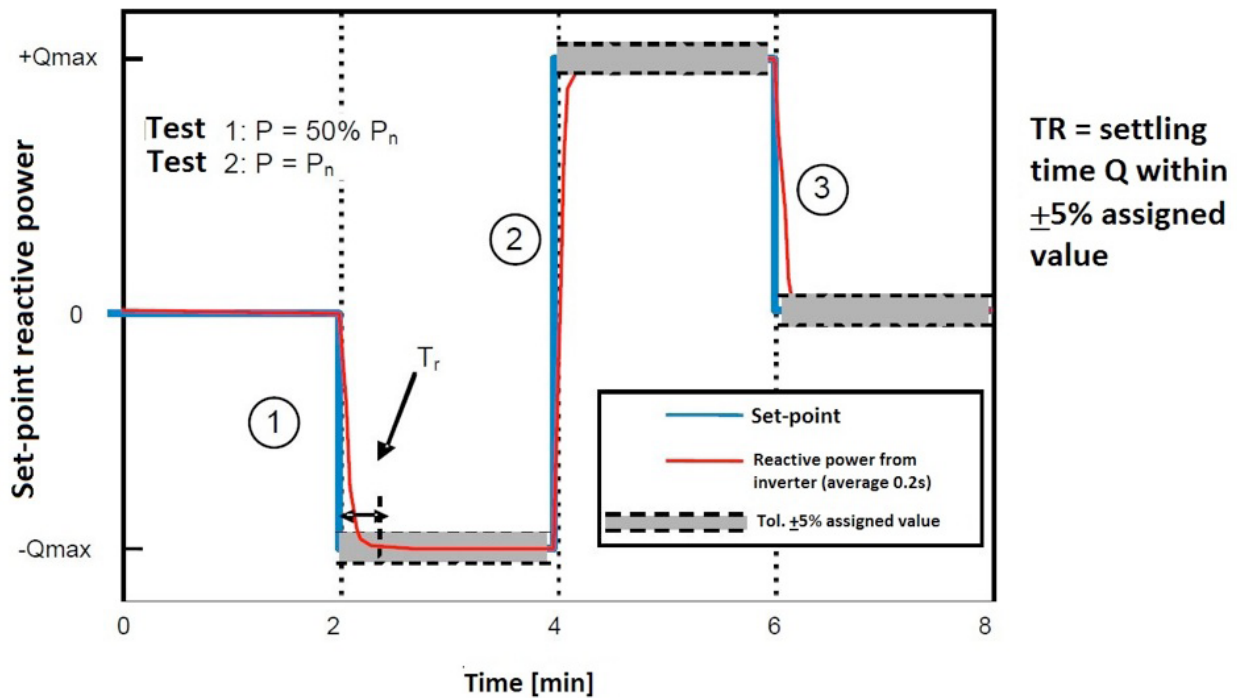 +Qmax
Test 1: P = 50% Pn
Test 2: P = Pn
TR = settling
time Q within
±5% assigned
value
2
3
Set-point reactive power
0
Tr
1
Set-point
Reactive power from
inverter (average 0.2s)
Tol. ±5% assigned value
-Qmax
0
2
4
6
8
Time [min]